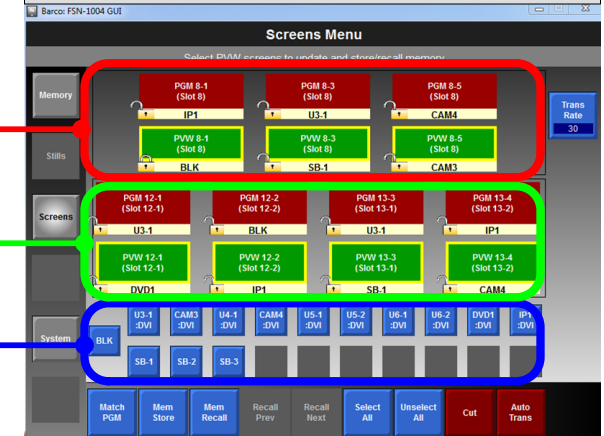 Barco: FSN-1004 GUI
Screens Menu
Select PVW screens to update and store/recall memory
Memory
Stills
Screens
System
Trans
Rate
30
PGM 8-1
(Slot 8)
IP1
PGM 8-3
(Slot 8)
U3-1
PGM 8-5
(Slot 8)
CAM4
PVW 8-1
(Slot 8)
BLK
PVW 8-3
(Slot 8)
SB-1
PVW 8-5
(Slot 8)
CAM3
PGM 12-1
(Slot 12-1)
U3-1
PGM 12-2
(Slot 12-2)
BLK
PGM 13-3
(Slot 13-1)
U3-1
PGM 13-4
(Slot 13-2)
IP1
PVW 12-1
(Slot 12-1)
DVD1
PVW 12-2
(Slot 12-2)
IP1
PVW 13-3
(Slot 13-1)
SB-1
PVW 13-4
(Slot 13-2)
CAM4
BLK
U3-1
:DVI
CAM3
:DVI
U4-1
:DVI
CAM4
:DVI
U5-1
:DVI
U5-2
:DVI
U6-1
:DVI
U6-2
:DVI
DVD1
:DVI
IP1
:DVI
SB-1
SB-2
SB-3
Match
PGM
Mem
Store
Mem
Recall
Recall
Prev
Recall
Next
Select
All
Unselect
All
Cut
Auto
Trans